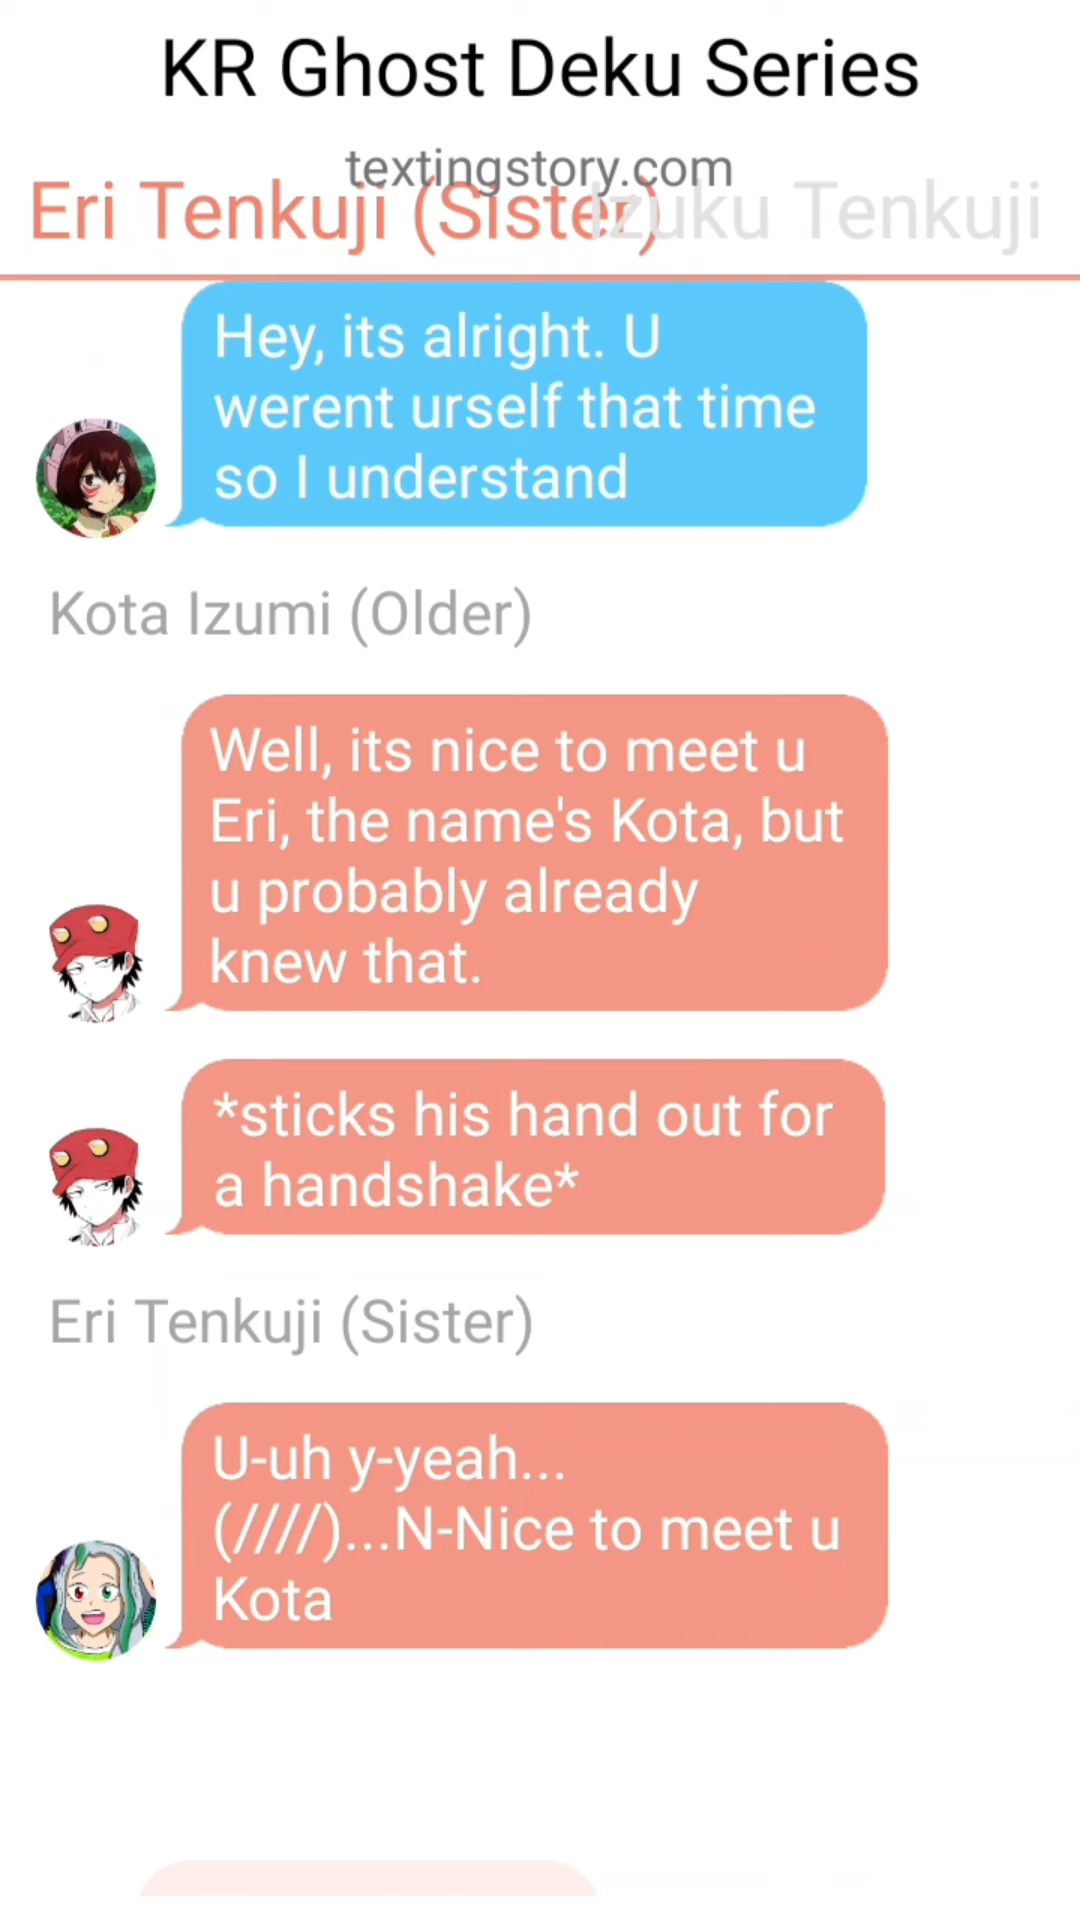 KR Ghost Deku Series
textingstory.com
Eri Tenkuji (Sister)
Izuku Tenkuji
Hey, its alright. U
werent urself that time
so I understand
Kota Izumi (Older)
Well, its nice to meet u
Eri, the name's Kota, but
u probably already
knew that.
*sticks his hand out for
a handshake*
Eri Tenkuji (Sister)
U-uh y-yeah...
(////)...N-Nice to meet u
Kota